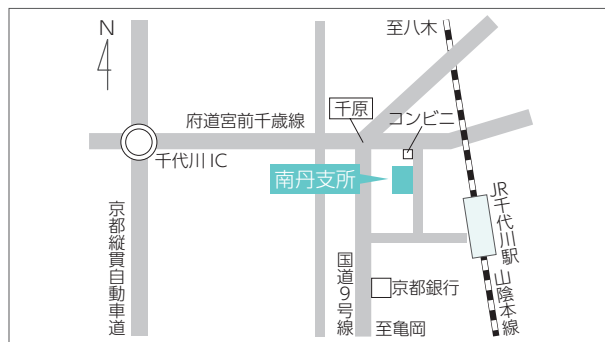 N
至八木
千原
コンビニ
府道宮前千歳線
千代川IC
南丹支所
JR千代川駅
山陰本線
京都縦貫自動車道
国道9号線
京都銀行
至亀岡